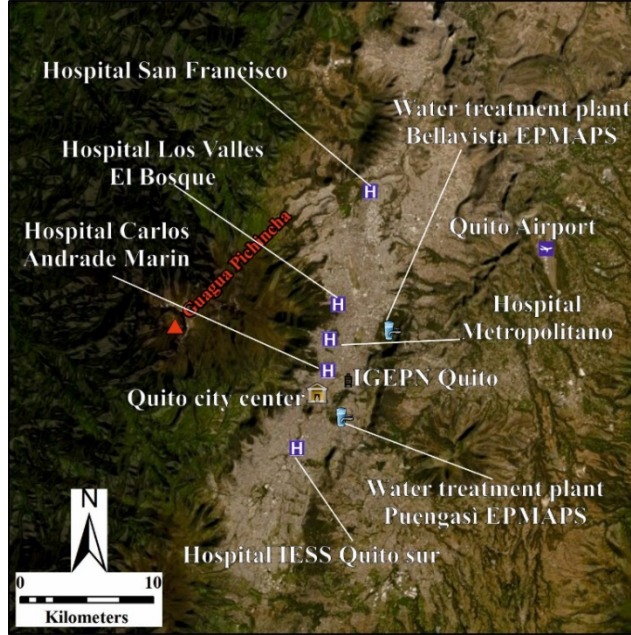 Hospital San Francisco
Water treatment plant
Bellavista EPMAPS
Hospital Los Valles
El Bosque
Guagua Pichincha
Hospital Carlos
Andrade Marin
Quito Airport
Hospital
Metropolitano
IGEPN Quito
Quito city center
Water treatment plant
Puengasì EPMAPS
Hospital IESS Quito sur
N
0 10
Kilometers
H
H
H
H
H